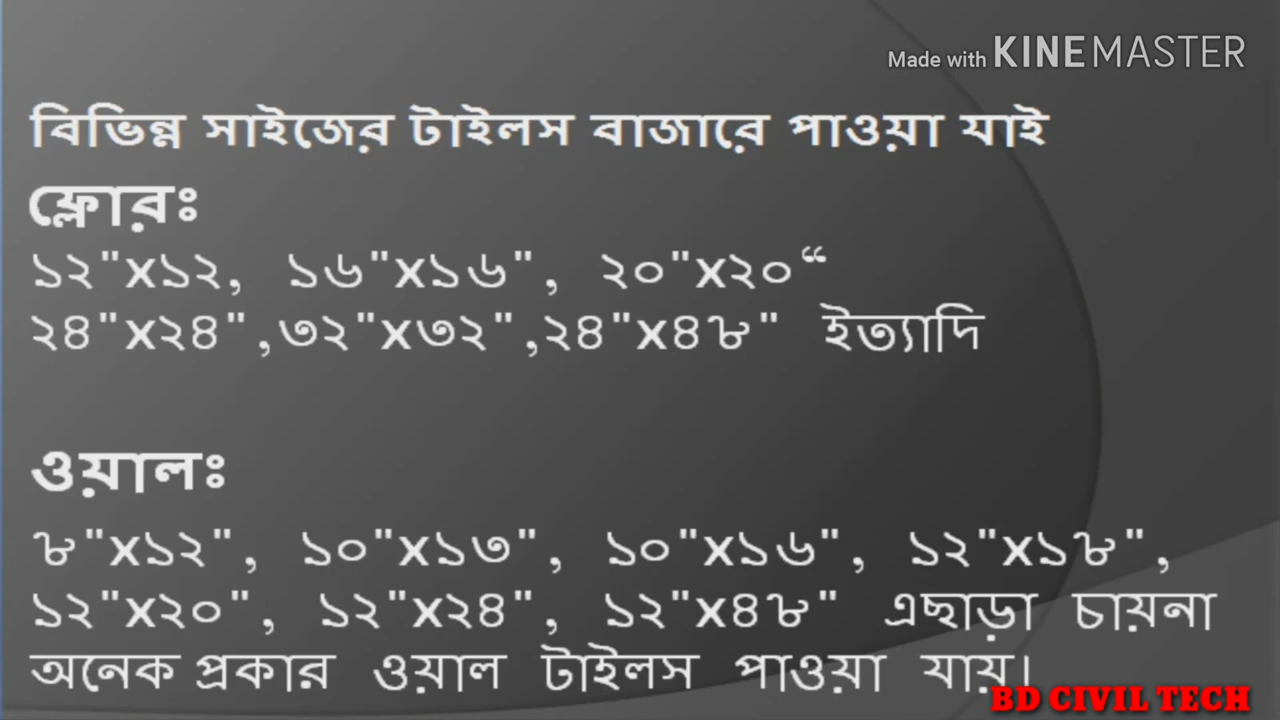 Made with KINEMASTER
বিভিন্ন সাইজের টাইলস বাজারে পাওয়া যাই
ফ্লোরঃ
১২"x১২, ১৬"x১৬", ২০"x২০“
২৪"x২৪",৩২"x৩২",২৪"x৪৮" ইত্যাদি
ওয়ালঃ
৮"x১২", ১০"x১৩", ১০"x১৬", ১২"x১৮",
১২"x২০", ১২"x২৪", ১২"x৪৮" এছাড়া চায়না
অনেক প্রকার ওয়াল টাইলস পাওয়া যায়।
BD CIVIL TECH